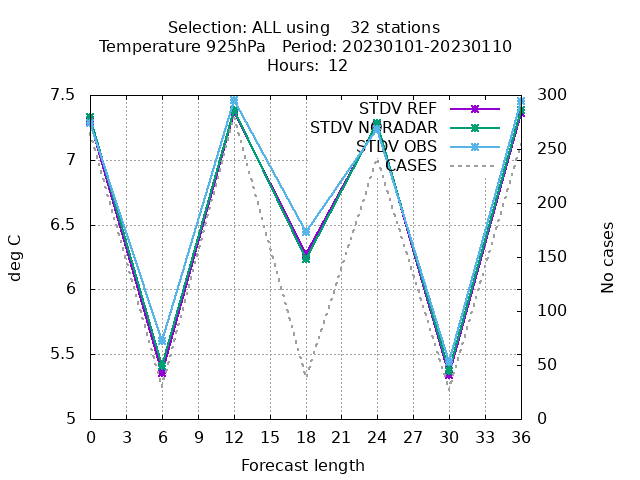 Selection: ALL using    32 stations
Temperature 925hPa   Period: 20230101-20230110
Hours:  12
7.5
7
6.5
6
5.5
5
deg C
300
250
200
150
100
50
0
No cases
STDV REF
STDV NORADAR
STDV OBS
CASES
0 3 6 9 12 15 18 21 24 27 30 33 36
Forecast length